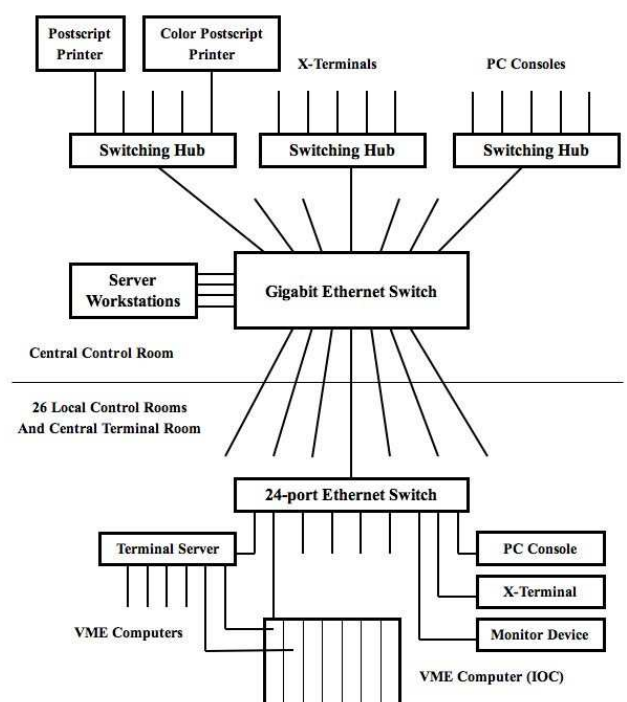 Postscript
Printer
Color Postscript
Printer
X-Terminals
PC Consoles
Switching Hub
Switching Hub
Switching Hub
Server
Workstations
Gigabit Ethernet Switch
Central Control Room
26 Local Control Rooms
And Central Terminal Room
24-port Ethernet Switch
Terminal Server
PC Console
X-Terminal
VME Computers
Monitor Device
VME Computer (IOC)